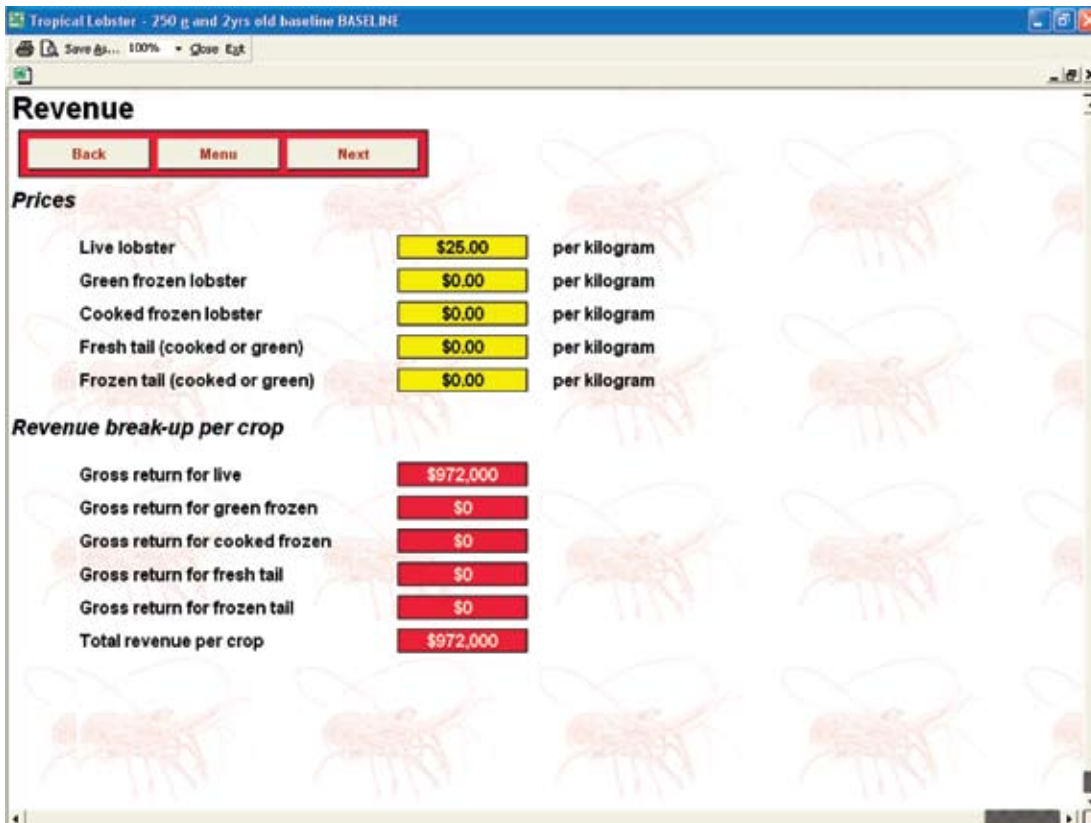 Tropical Lobster - 250 g and 2yrs old baseline BASELINE
Save As... 100% Close Exit
Revenue
Back Menu Next
Prices
Live lobster $25.00 per kilogram
Green frozen lobster $0.00 per kilogram
Cooked frozen lobster $0.00 per kilogram
Fresh tail (cooked or green) $0.00 per kilogram
Frozen tail (cooked or green) $0.00 per kilogram
Revenue break-up per crop
Gross return for live $972,000
Gross return for green frozen $0
Gross return for cooked frozen $0
Gross return for fresh tail $0
Gross return for frozen tail $0
Total revenue per crop $972,000